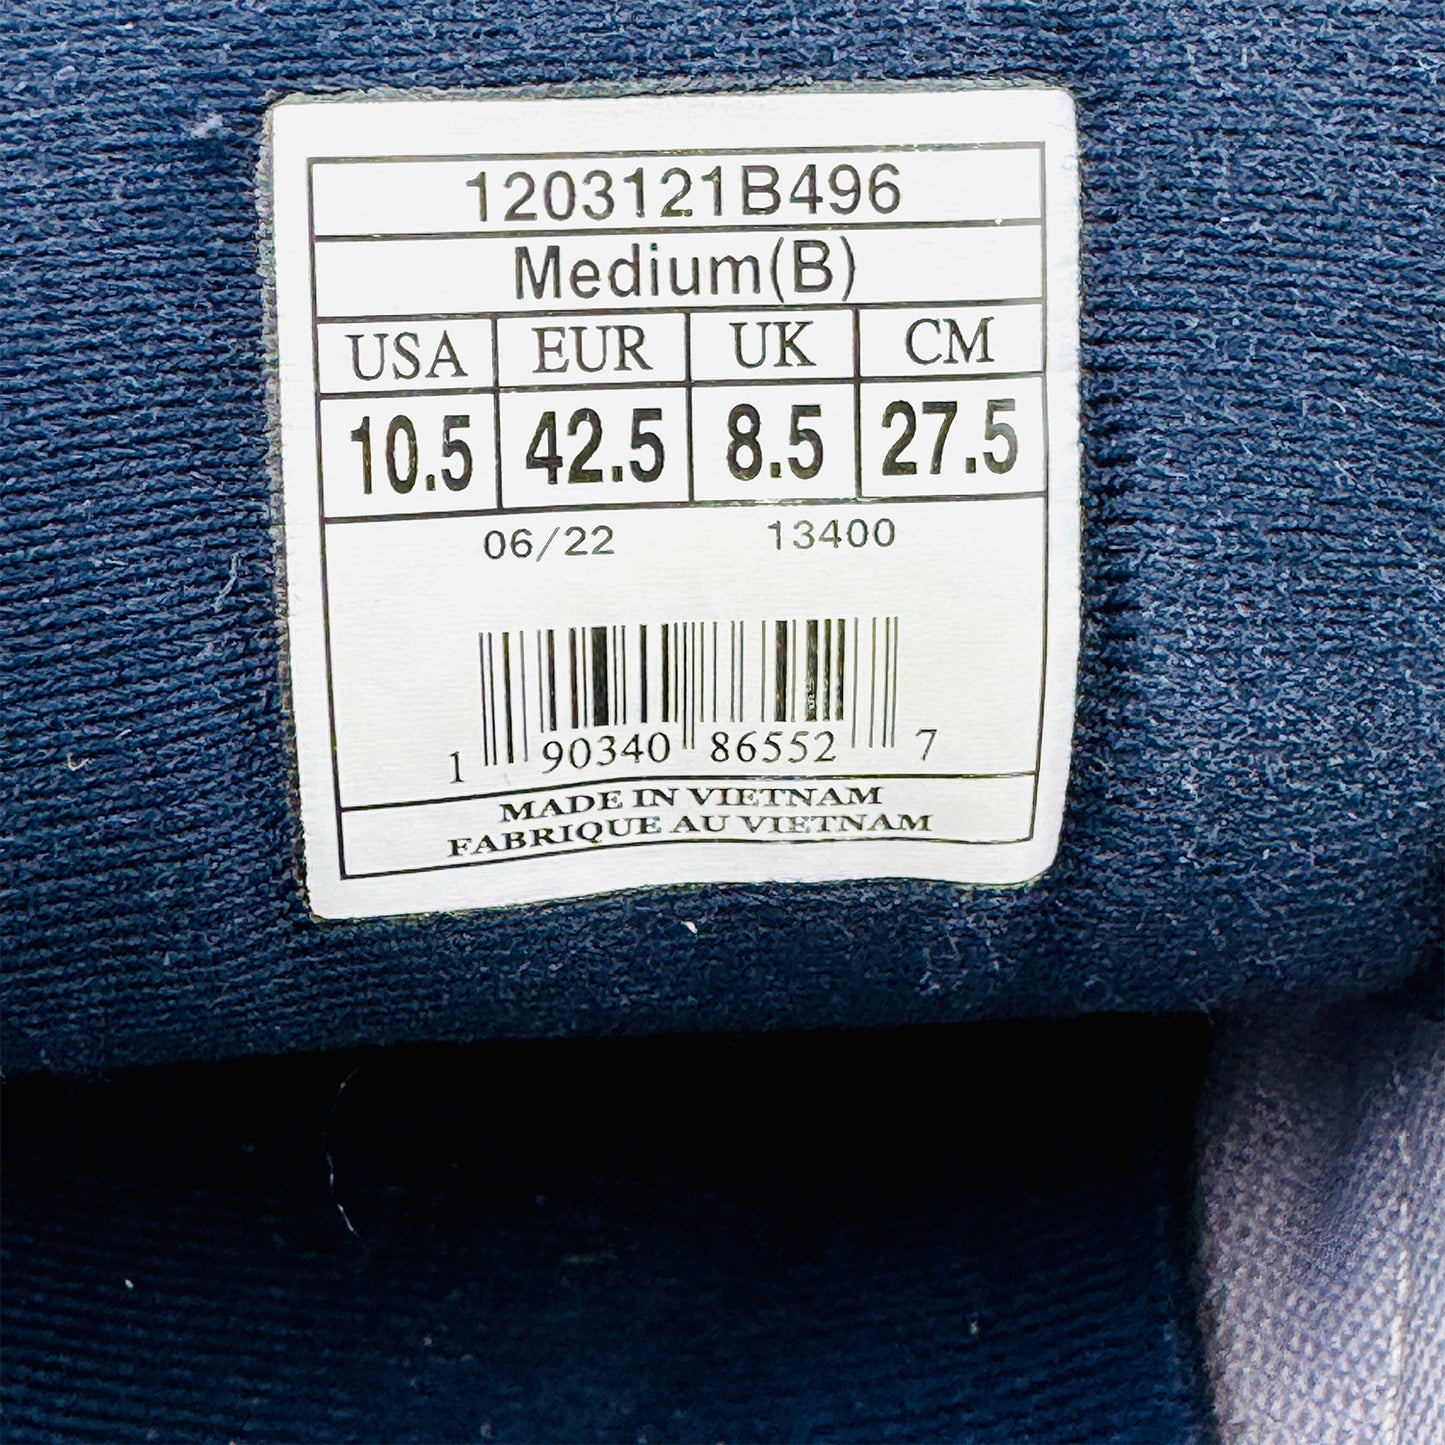 1203121B496
Medium(B)
USA EUR UK CM
10.5 42.5 8.5 27.5
06/22 13400
1 90340 86552 7
MADE IN VIETNAM
FABRIQUE AU VIETNAM